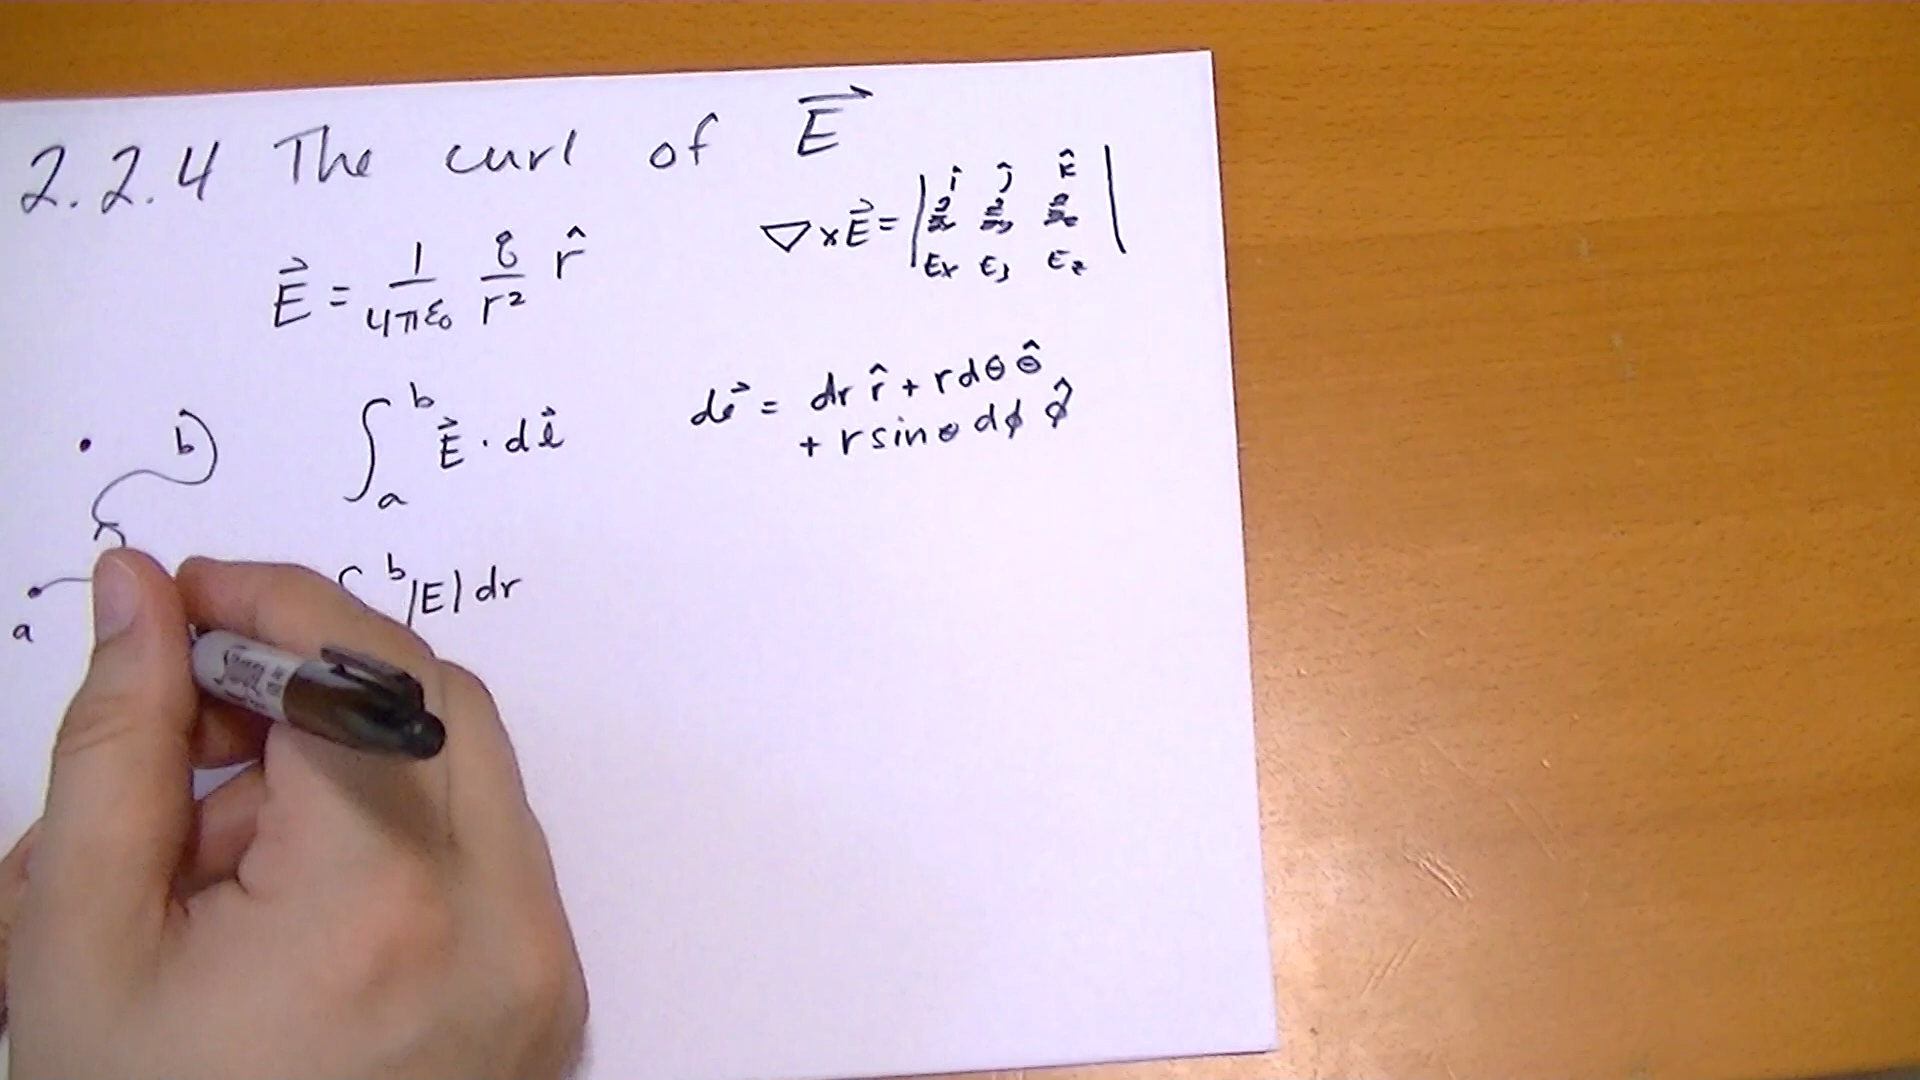 2.2.4 The curl of E⃗
E⃗ = 1/4πε₀ q/r² r̂
∇×E⃗ = | î ĵ k̂
∂/∂x ∂/∂y ∂/∂z
Ex Ey Ez |
∫ₐᵇ E⃗ · dl⃗
dl⃗ = dr r̂ + r dθ θ̂
+ r sinθ dϕ ϕ̂
b
a
∫ᵇ |E| dr